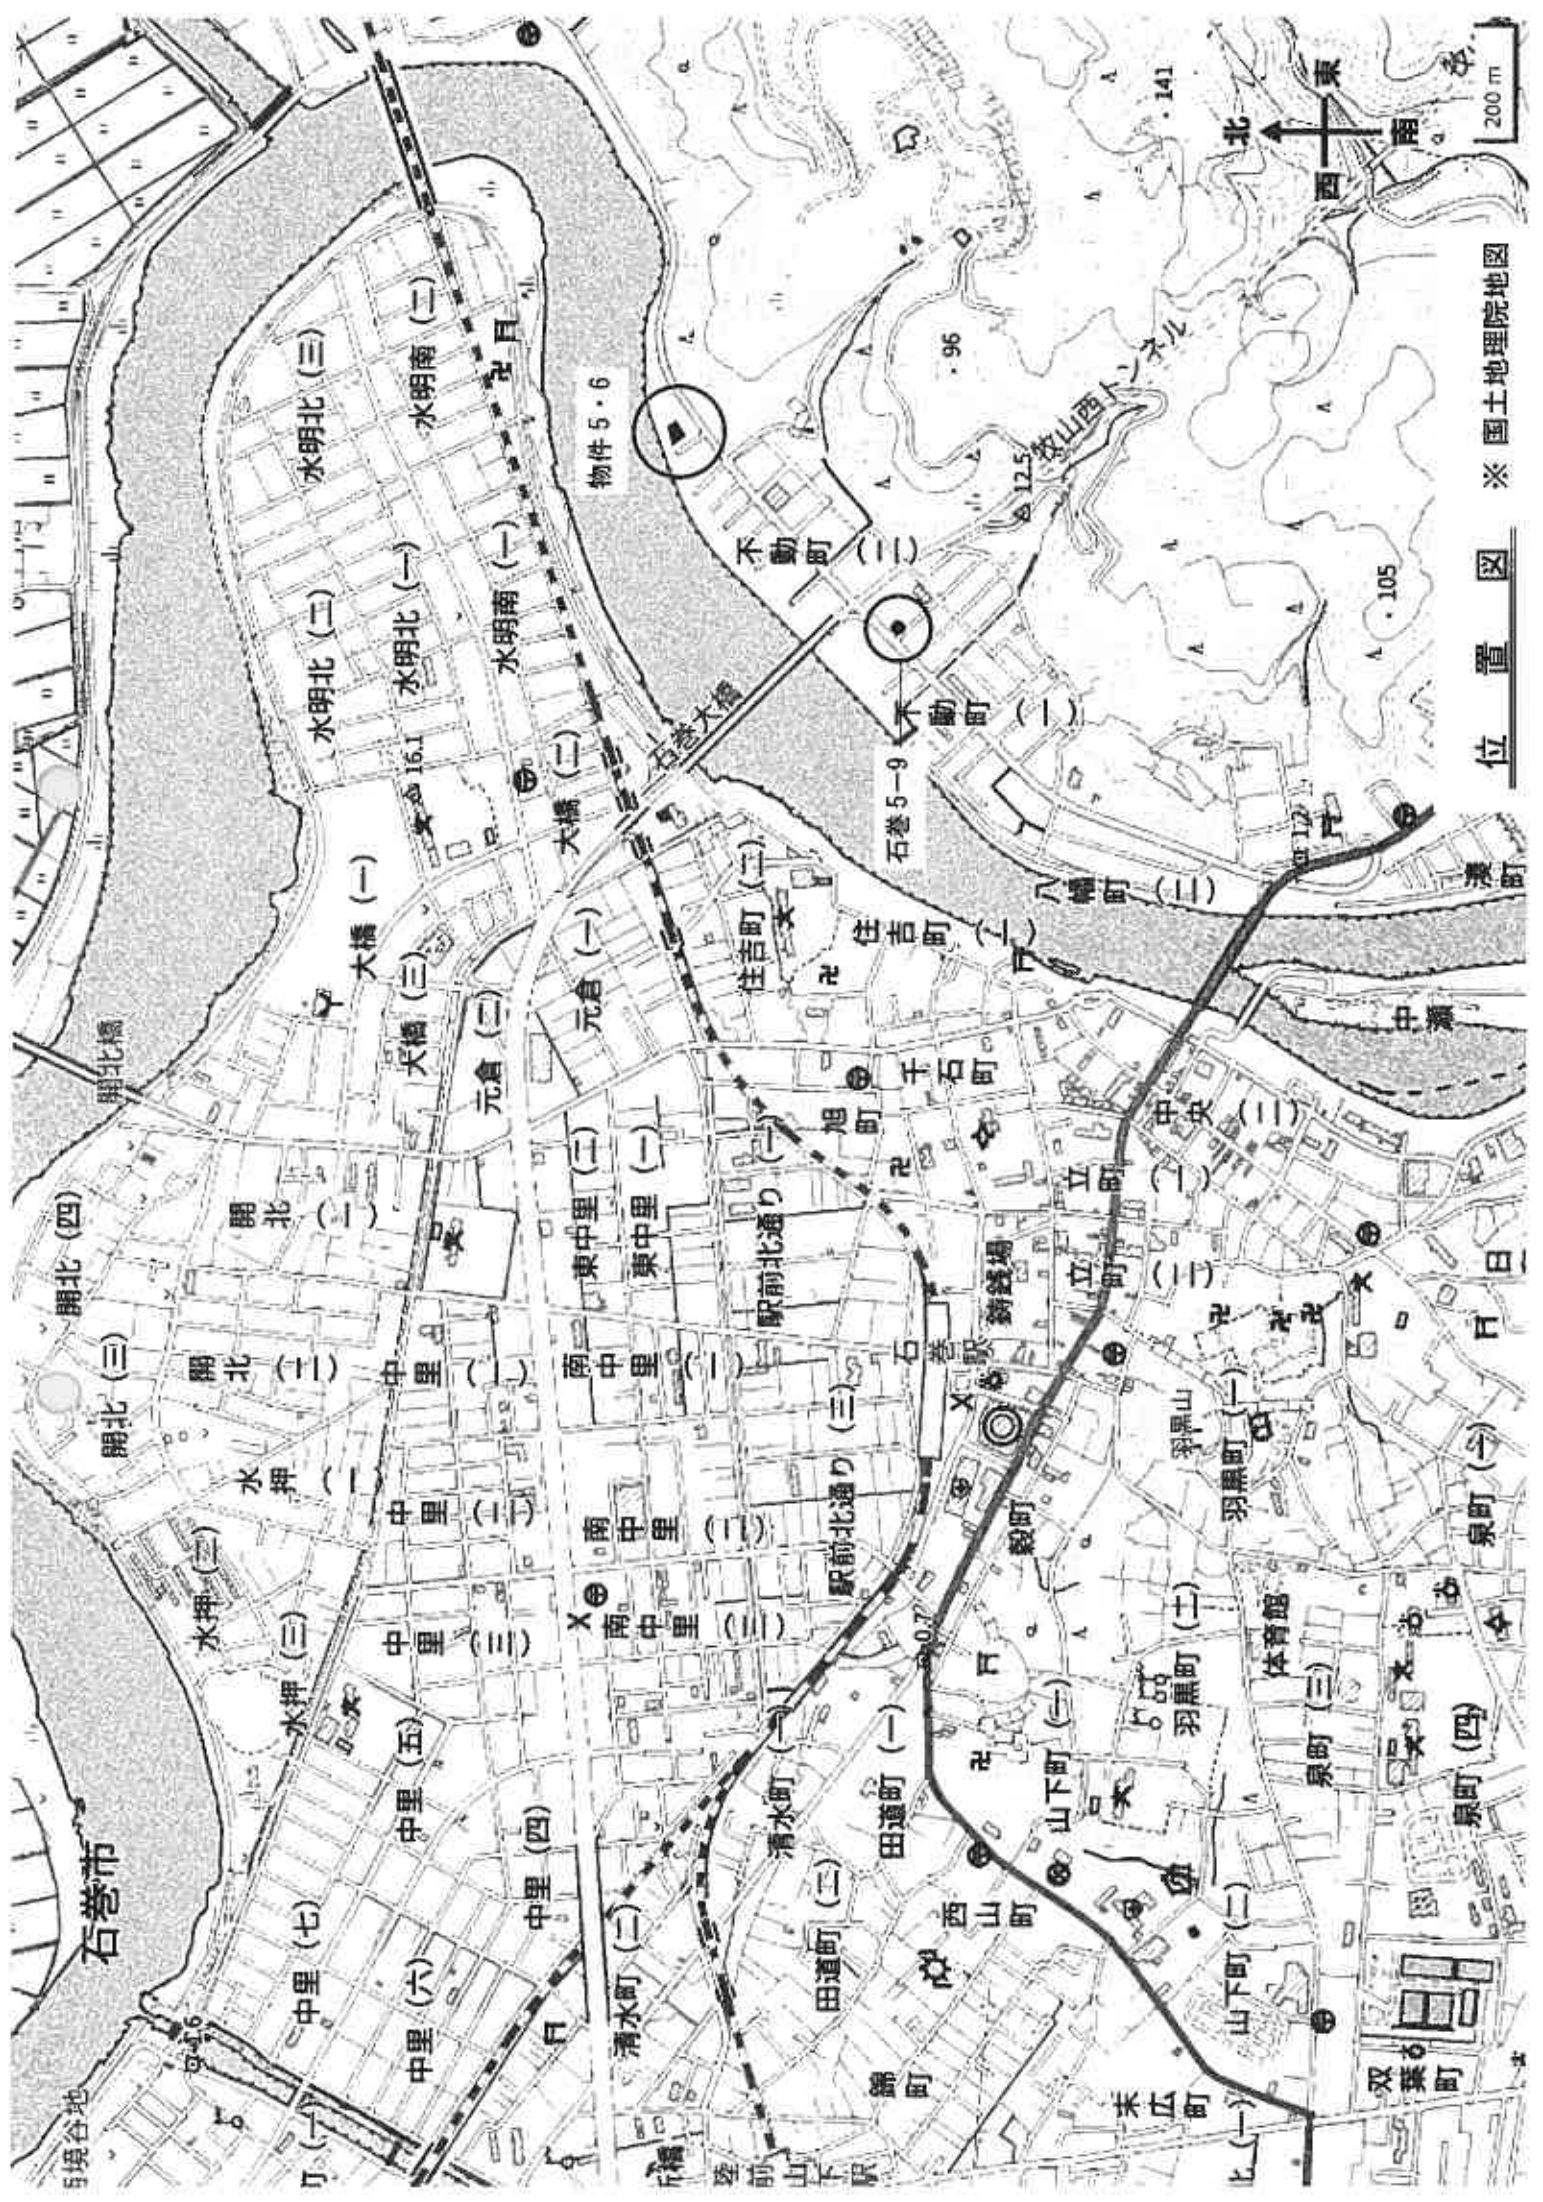 石巻市
開北橋
開北（四）
開北（三）
開北（二）
開北（一）
水押（一）
水押（二）
水押（三）
中里（一）
中里（二）
中里（三）
中里（四）
中里（五）
中里（六）
中里（七）
1.6
大橋（一）
大橋（二）
大橋（三）
16.1
水明北（一）
水明北（二）
水明北（三）
水明南（一）
水明南（二）
元倉（一）
元倉（二）
東中里（二）
東中里（一）
南中里（一）
南中里（二）
南中里（三）
駅前北通り（一）
駅前北通り（三）
清水町（一）
清水町（二）
田道町（一）
田道町（二）
石巻大橋
住吉町（二）
住吉町（一）
旭町
千石町
鋳銭場
石巻駅
穀町
立町（一）
立町（二）
中央（二）
中瀬
羽黒山
羽黒町（一）
羽黒町（二）
体育館
泉町（一）
泉町（三）
泉町（四）
山下町（一）
山下町（二）
西山町
錦町
末広町
双葉町
陸前山下駅
0.7
物件5・6
石巻5－9
不動町（二）
不動町（一）
八幡町（二）
湊町
1.2
牧山西トンネル
12.5
96
141
105
北
西
東
南
200 m
※ 国土地理院地図
位置図